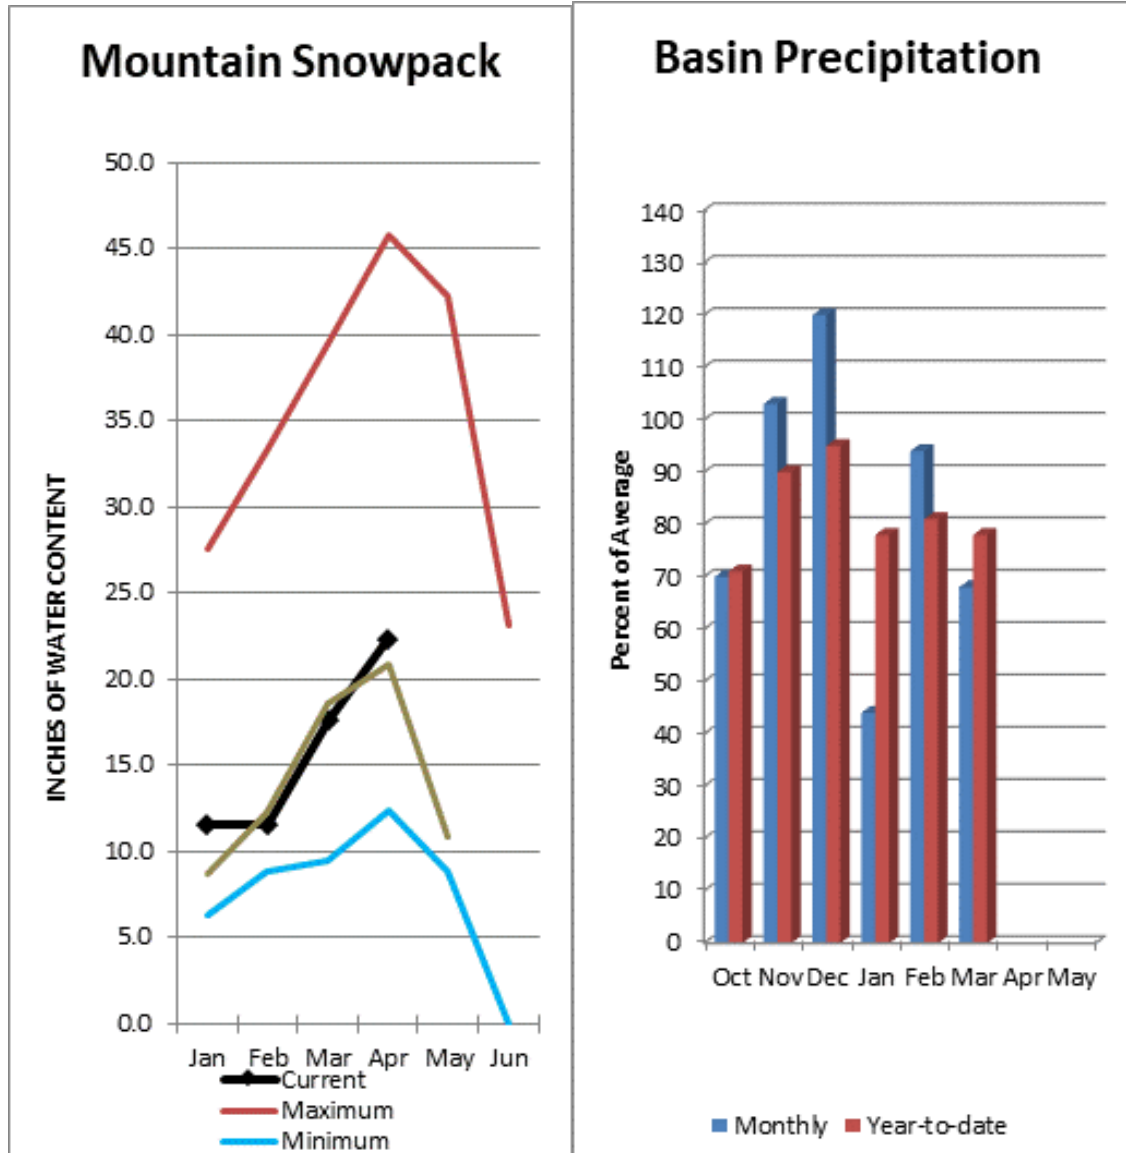 Mountain Snowpack
INCHES OF WATER CONTENT
50.0
45.0
40.0
35.0
30.0
25.0
20.0
15.0
10.0
5.0
0.0
Jan Feb Mar Apr May Jun
Current
Maximum
Minimum
Basin Precipitation
Percent of Average
140
130
120
110
100
90
80
70
60
50
40
30
20
10
0
Oct Nov Dec Jan Feb Mar Apr May
Monthly Year-to-date